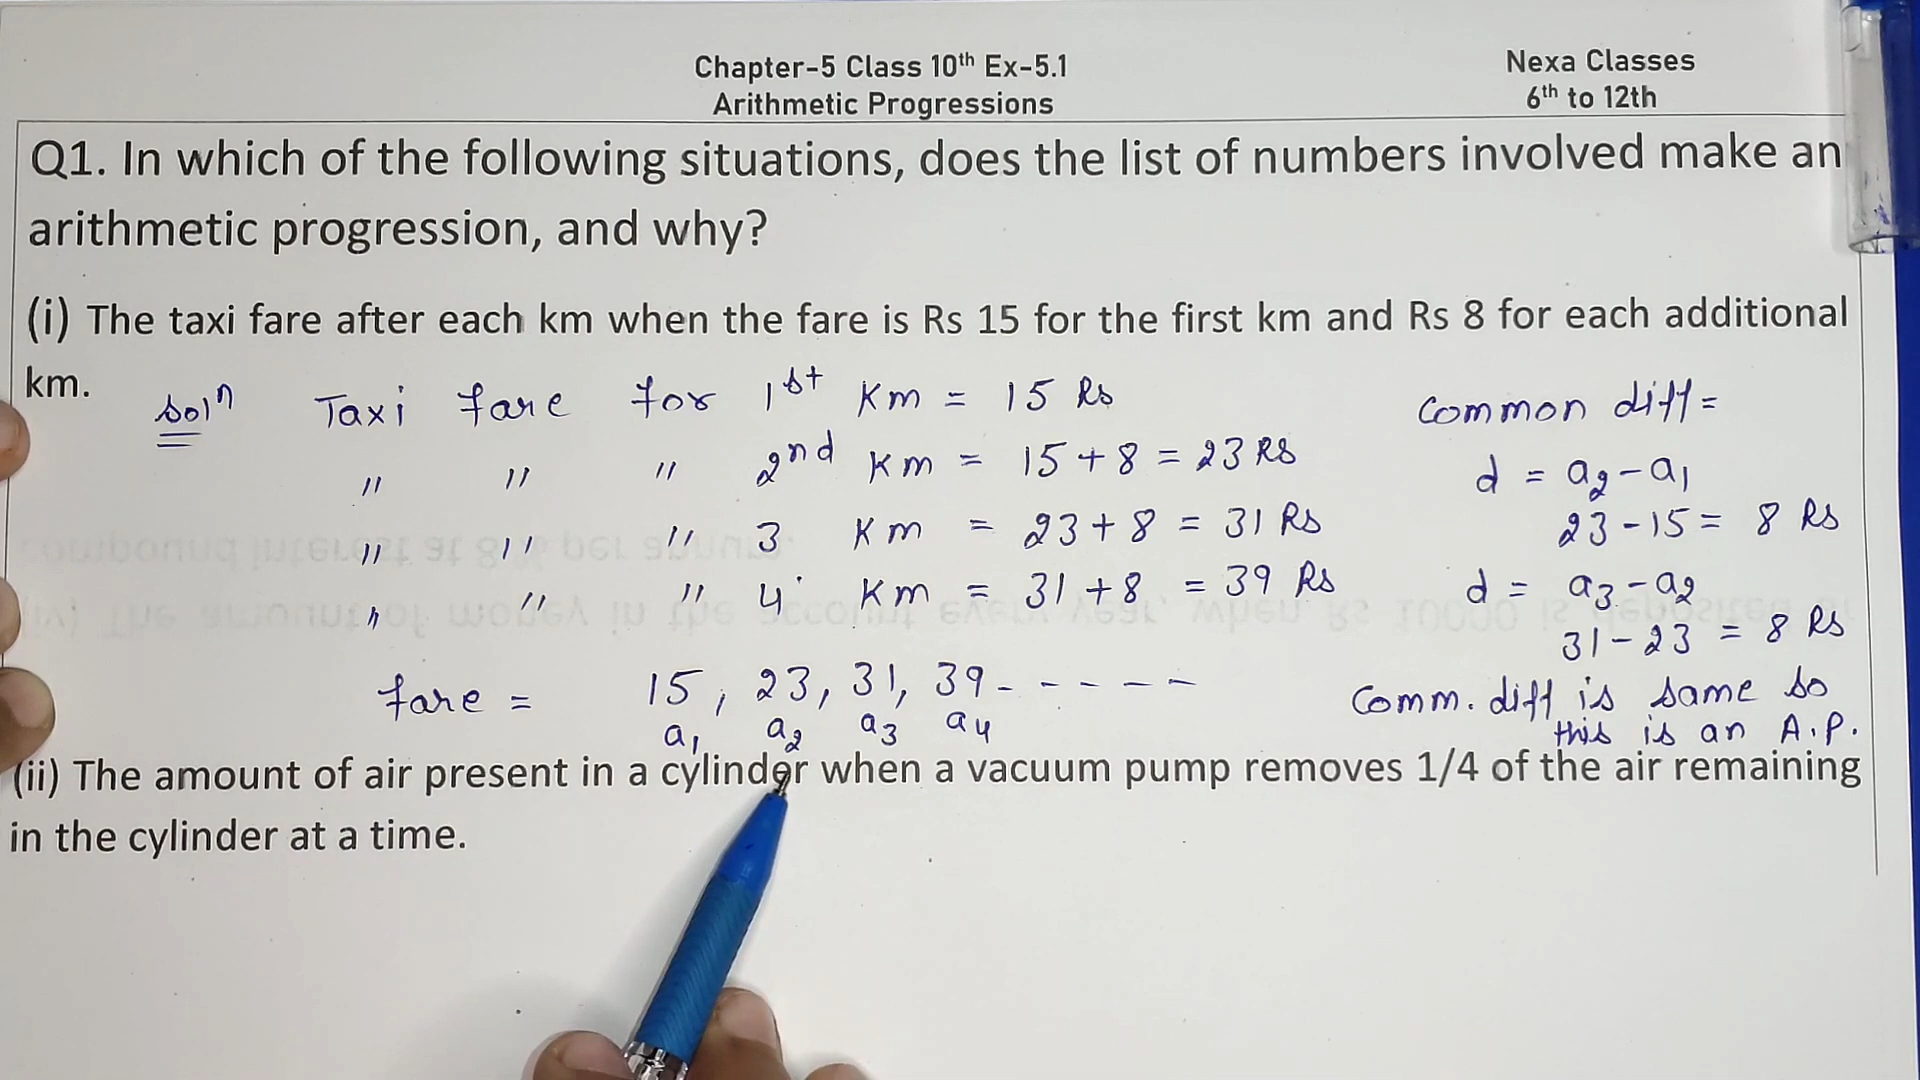 Chapter-5 Class 10th Ex-5.1
Arithmetic Progressions
Nexa Classes
6th to 12th
Q1. In which of the following situations, does the list of numbers involved make an
arithmetic progression, and why?
(i) The taxi fare after each km when the fare is Rs 15 for the first km and Rs 8 for each additional
km.
soln Taxi fare for 1st Km = 15 Rs
" " " 2nd Km = 15+8 = 23 RS
" " " 3 Km = 23+8 = 31 Rs
" " " 4 Km = 31+8 = 39 Rs
fare = 15, 23, 31, 39- - - - -
a1 a2 a3 a4
Common diff =
d = a2-a1
23-15 = 8 Rs
d = a3-a2
31-23 = 8 Rs
Comm. diff is same so
this is an A.P.
(ii) The amount of air present in a cylinder when a vacuum pump removes 1/4 of the air remaining
in the cylinder at a time.